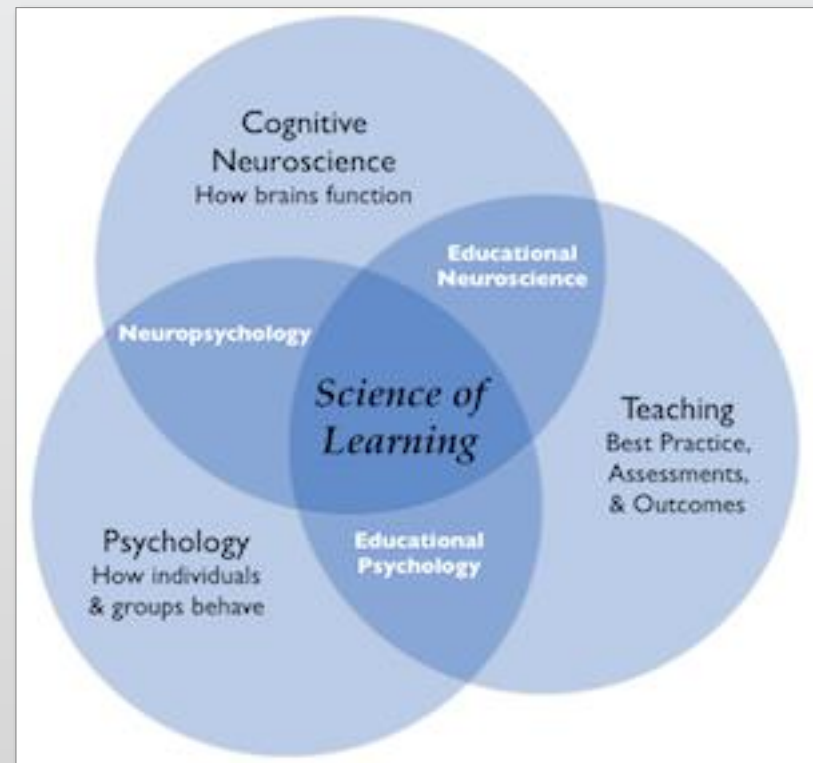 Cognitive
Neuroscience
How brains function
Educational
Neuroscience
Neuropsychology
Science of
Learning
Teaching
Best Practice,
Assessments,
& Outcomes
Psychology
How individuals
& groups behave
Educational
Psychology